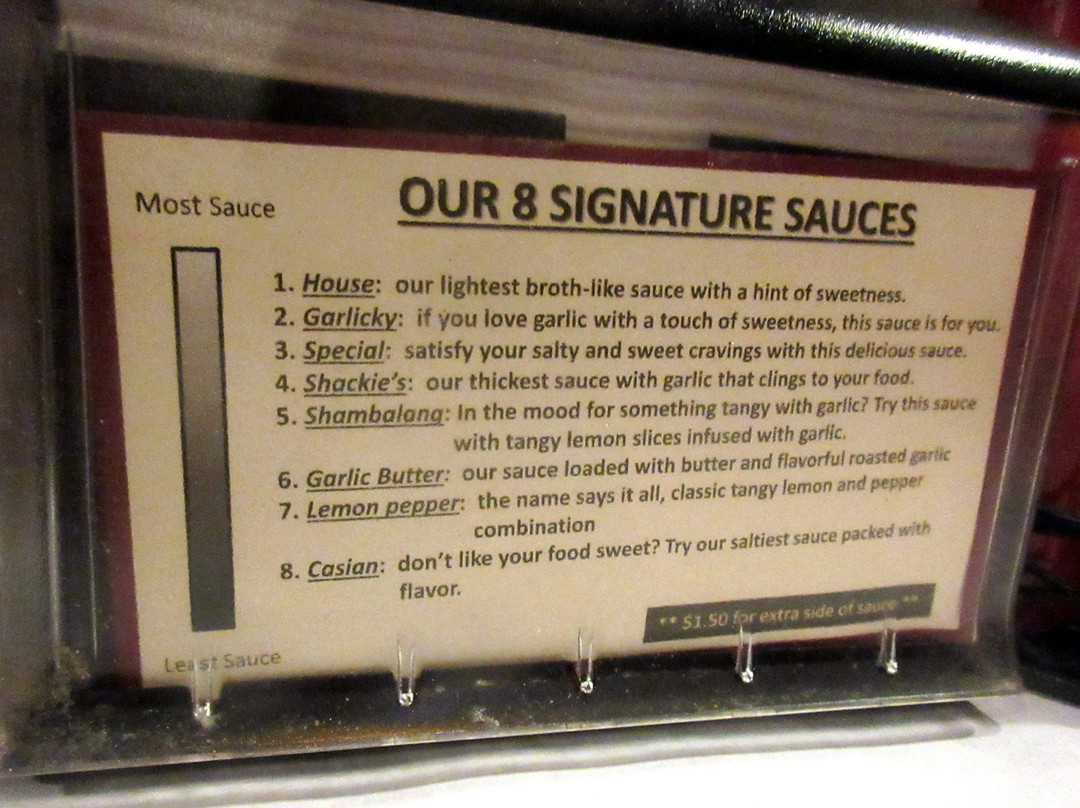 OUR 8 SIGNATURE SAUCES
Most Sauce
1. House: our lightest broth-like sauce with a hint of sweetness.
2. Garlicky: if you love garlic with a touch of sweetness, this sauce is for you.
3. Special: satisfy your salty and sweet cravings with this delicious sauce.
4. Shackie's: our thickest sauce with garlic that clings to your food.
5. Shambalang: In the mood for something tangy with garlic? Try this sauce
with tangy lemon slices infused with garlic.
6. Garlic Butter: our sauce loaded with butter and flavorful roasted garlic
7. Lemon pepper: the name says it all, classic tangy lemon and pepper
combination
8. Casian: don't like your food sweet? Try our saltiest sauce packed with
flavor.
** $1.50 for extra side of sauce **
Least Sauce